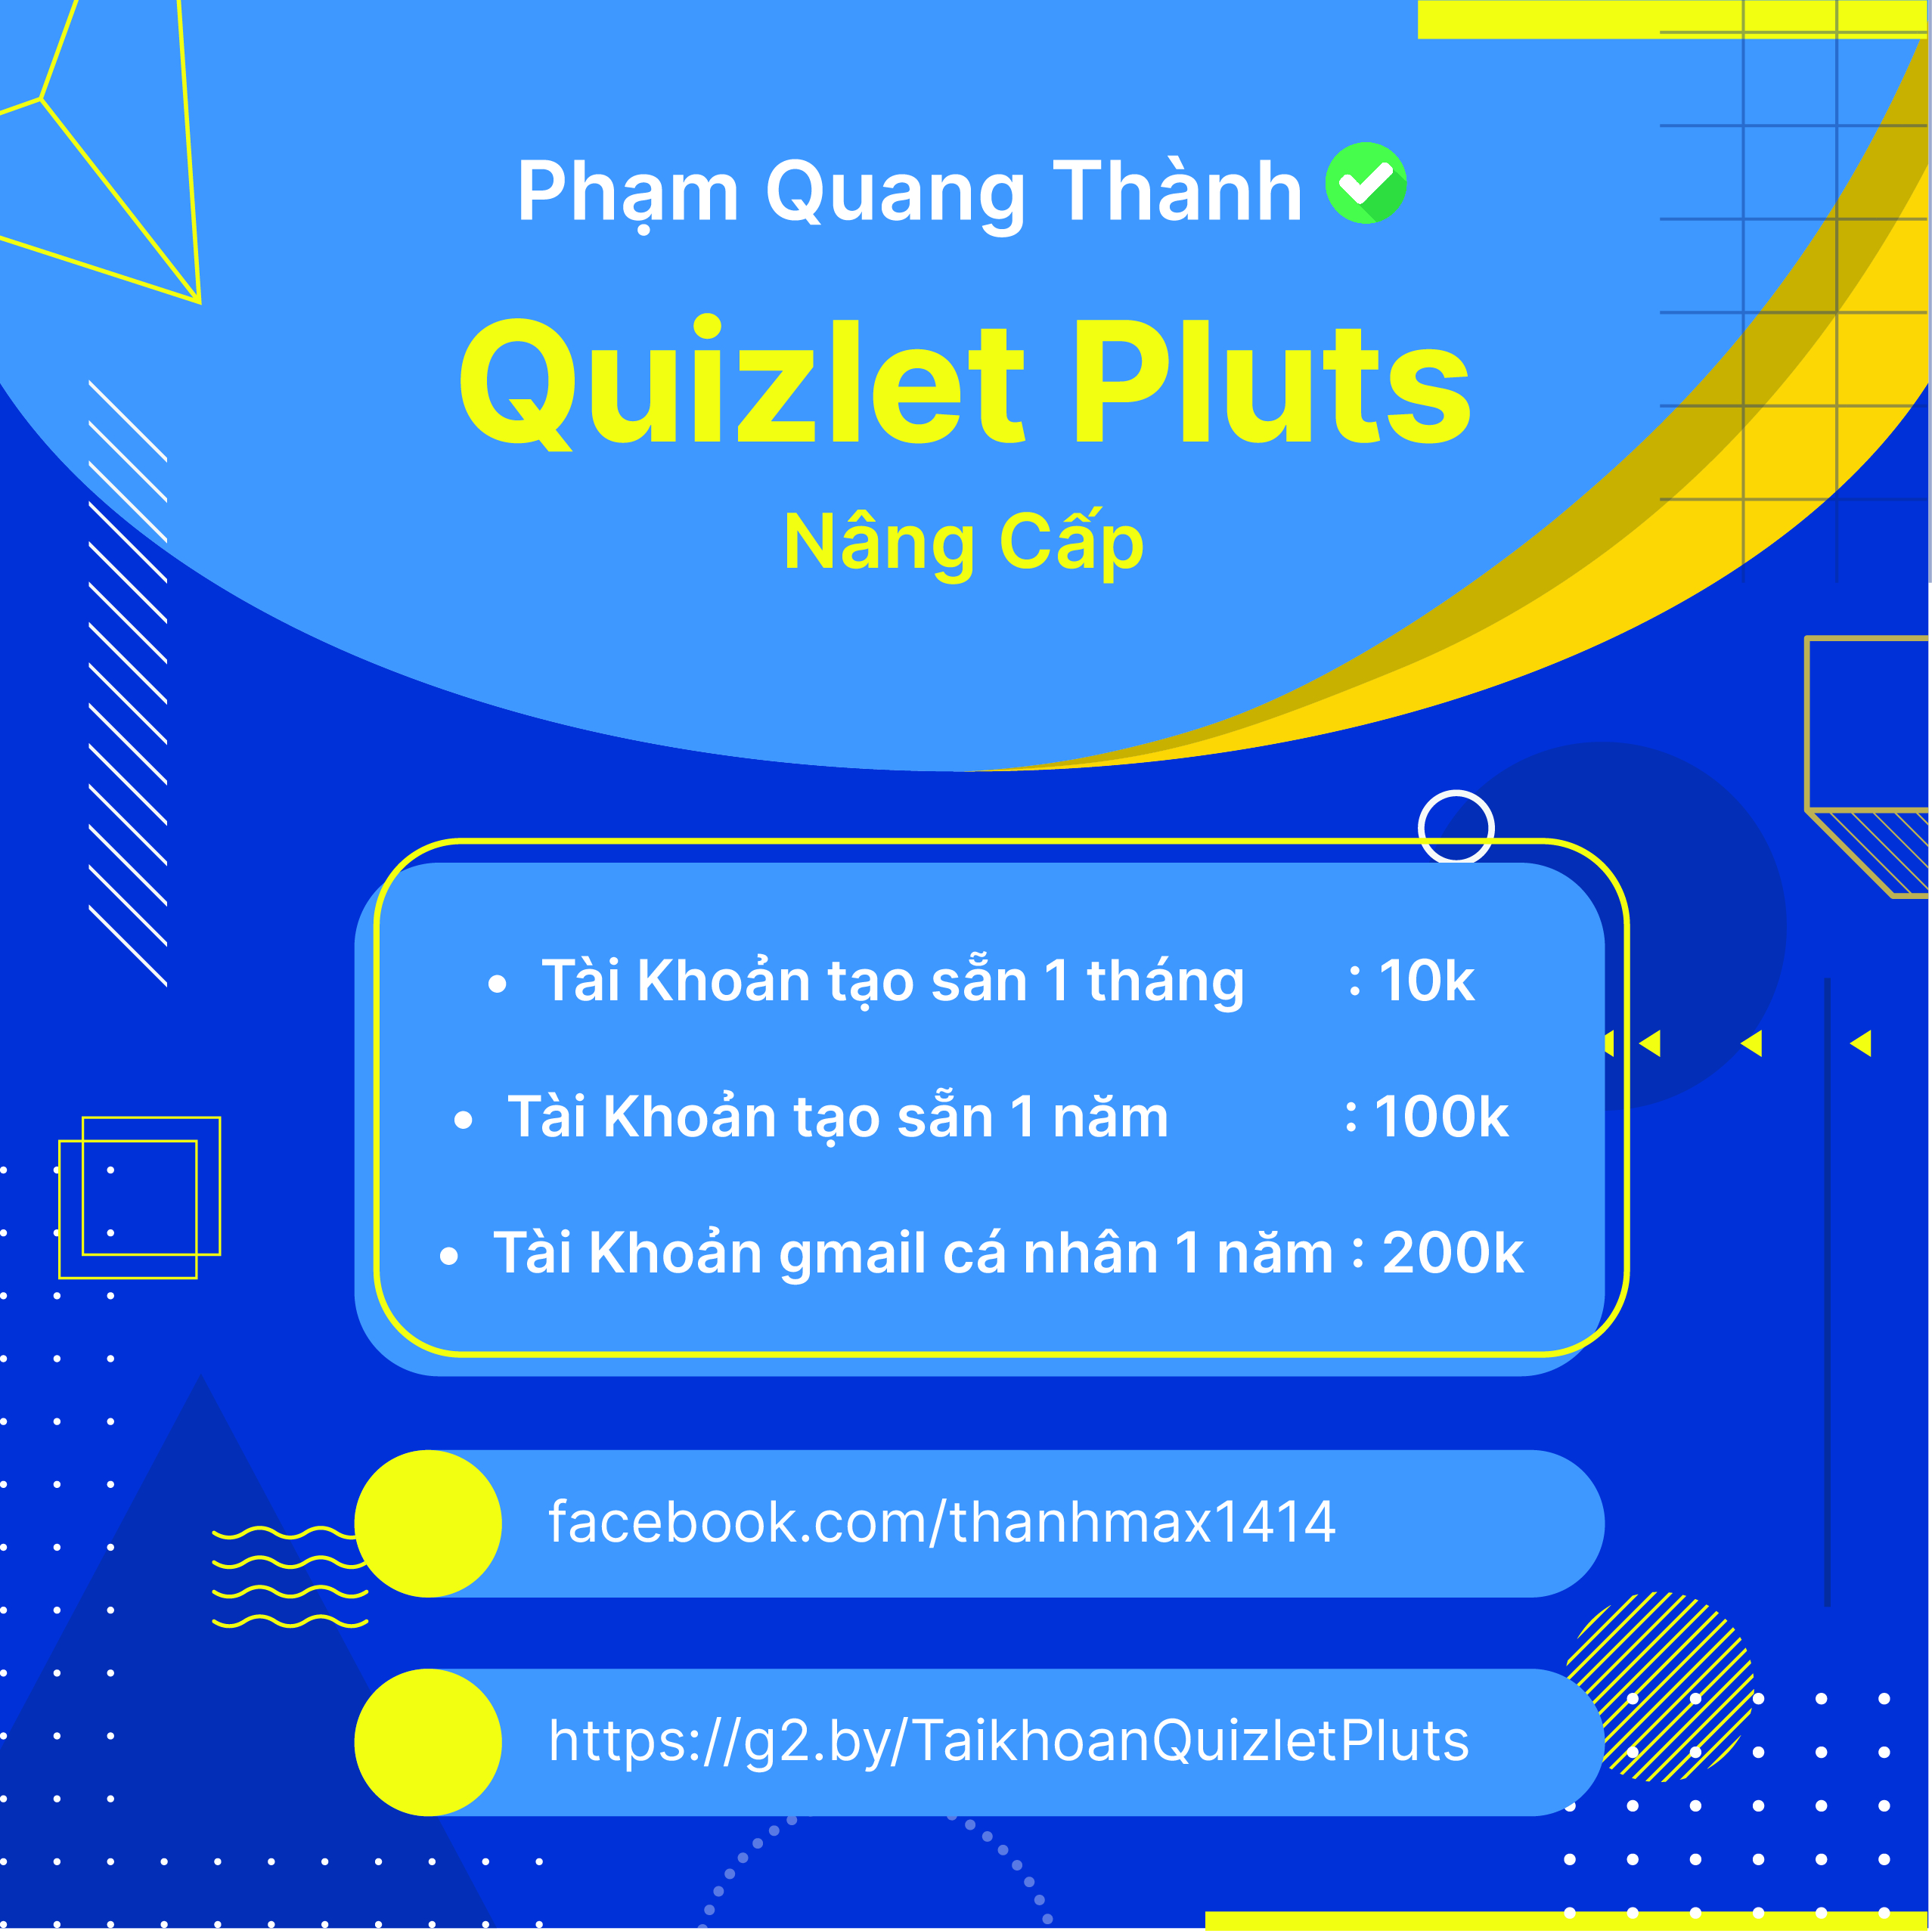 Phạm Quang Thành
Quizlet Pluts
Nâng Cấp
• Tài Khoản tạo sẵn 1 tháng : 10k
• Tài Khoản tạo sẵn 1 năm : 100k
• Tài Khoản gmail cá nhân 1 năm : 200k
facebook.com/thanhmax1414
https://g2.by/TaikhoanQuizletPluts